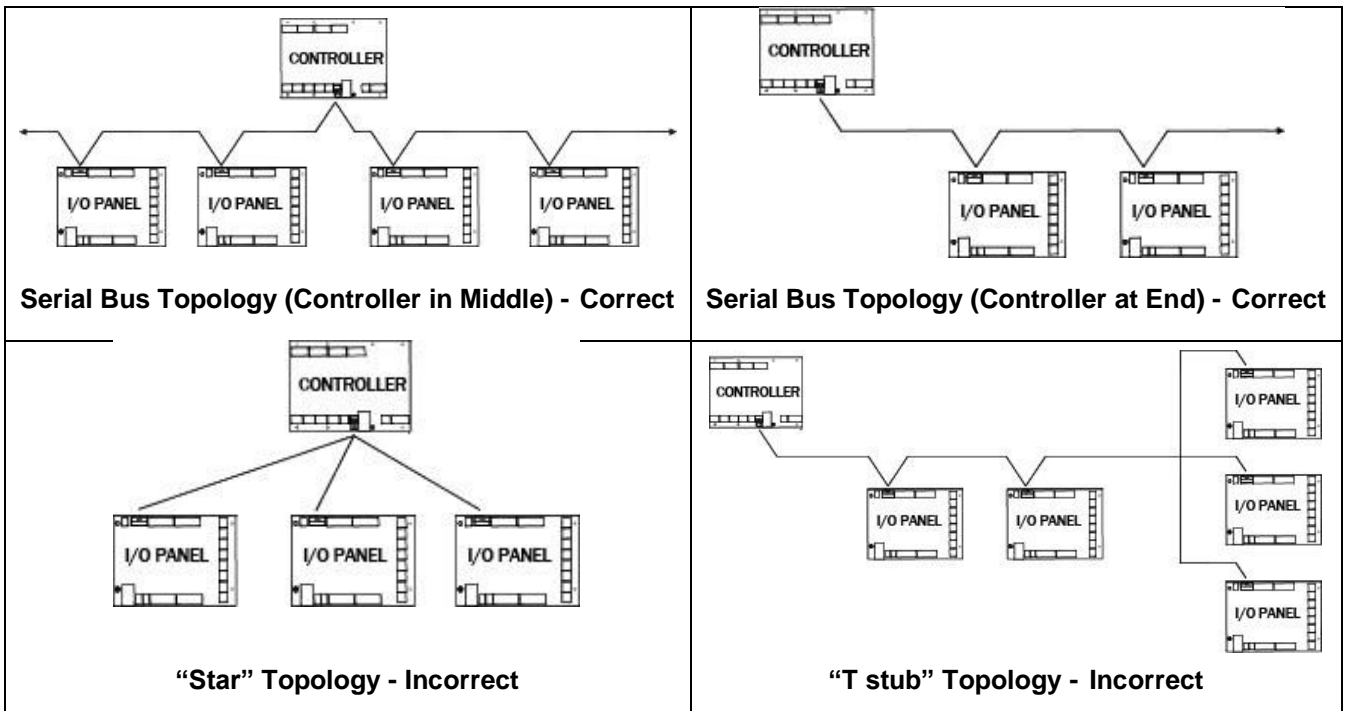 CONTROLLER
I/O PANEL
I/O PANEL
I/O PANEL
I/O PANEL
Serial Bus Topology (Controller in Middle) - Correct
CONTROLLER
I/O PANEL
I/O PANEL
Serial Bus Topology (Controller at End) - Correct
CONTROLLER
I/O PANEL
I/O PANEL
I/O PANEL
“Star” Topology - Incorrect
CONTROLLER
I/O PANEL
I/O PANEL
I/O PANEL
I/O PANEL
I/O PANEL
“T stub” Topology - Incorrect